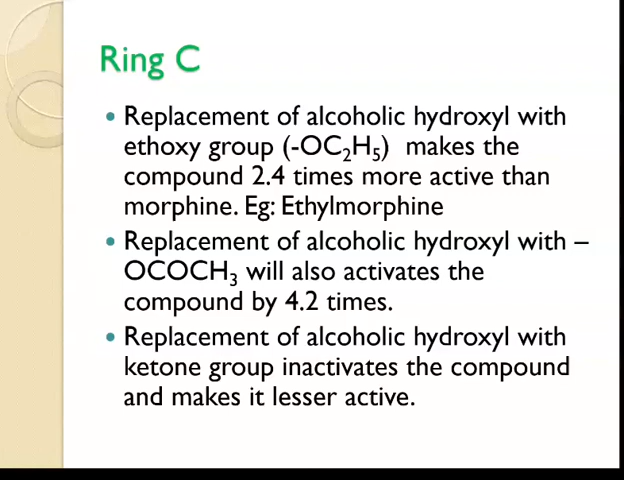 Ring C
• Replacement of alcoholic hydroxyl with
ethoxy group (-OC₂H₅) makes the
compound 2.4 times more active than
morphine. Eg: Ethylmorphine
• Replacement of alcoholic hydroxyl with –
OCOCH₃ will also activates the
compound by 4.2 times.
• Replacement of alcoholic hydroxyl with
ketone group inactivates the compound
and makes it lesser active.